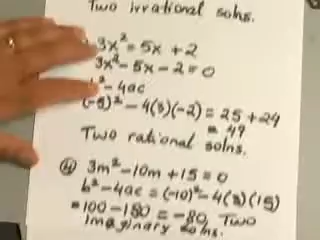 Two irrational solns.
3x² = 5x + 2
3x² - 5x - 2 = 0
b² - 4ac
(-5)² - 4(3)(-2) = 25 + 24
= 49
Two rational solns.
④ 3m² - 10m + 15 = 0
b² - 4ac = (-10)² - 4(3)(15)
= 100 - 180 = -80, Two
imaginary solns.